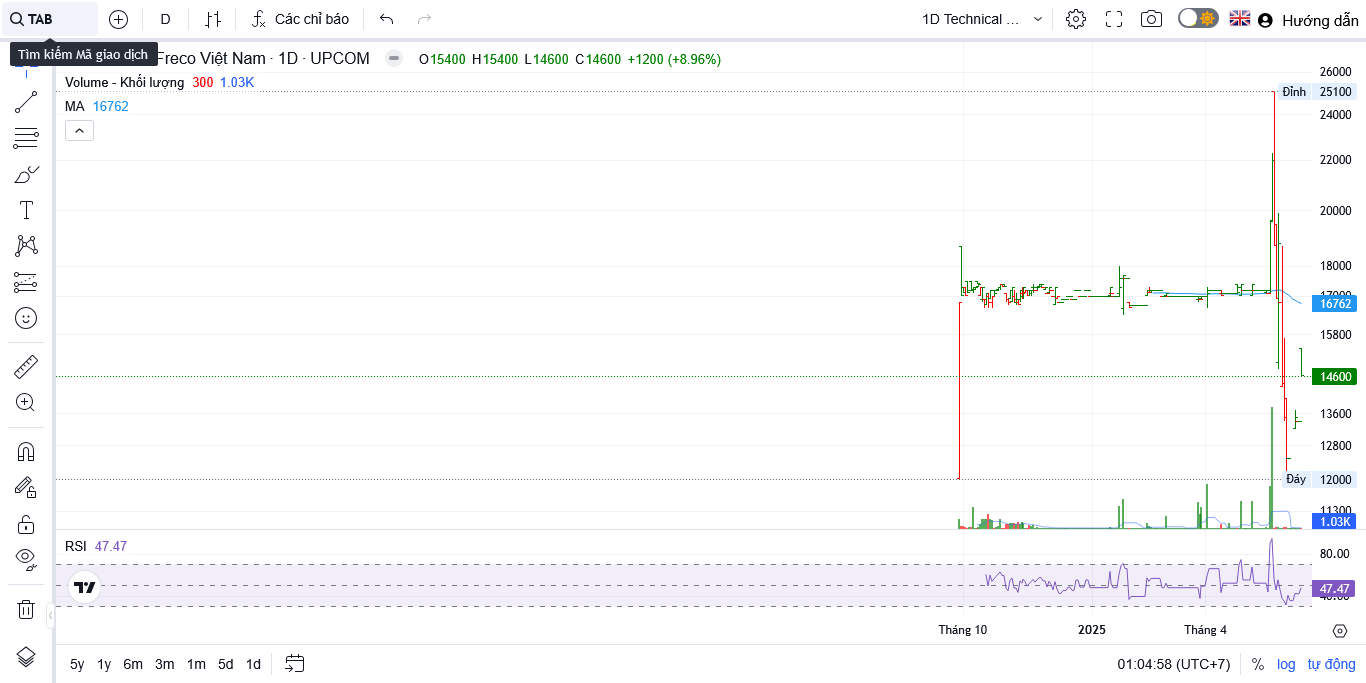 TAB
D
Các chỉ báo
1D Technical ...
Hướng dẫn
Tìm kiếm Mã giao dịch
Freco Việt Nam · 1D · UPCOM
O15400 H15400 L14600 C14600 +1200 (+8.96%)
Volume - Khối lượng 300 1.03K
MA 16762
26000
Đỉnh 25100
24000
22000
20000
18000
17000
16762
15800
14600
13600
12800
Đáy 12000
11300
1.03K
RSI 47.47
80.00
47.47
40.00
Tháng 10
2025
Tháng 4
5y 1y 6m 3m 1m 5d 1d
01:04:58 (UTC+7)
%
log
tự động